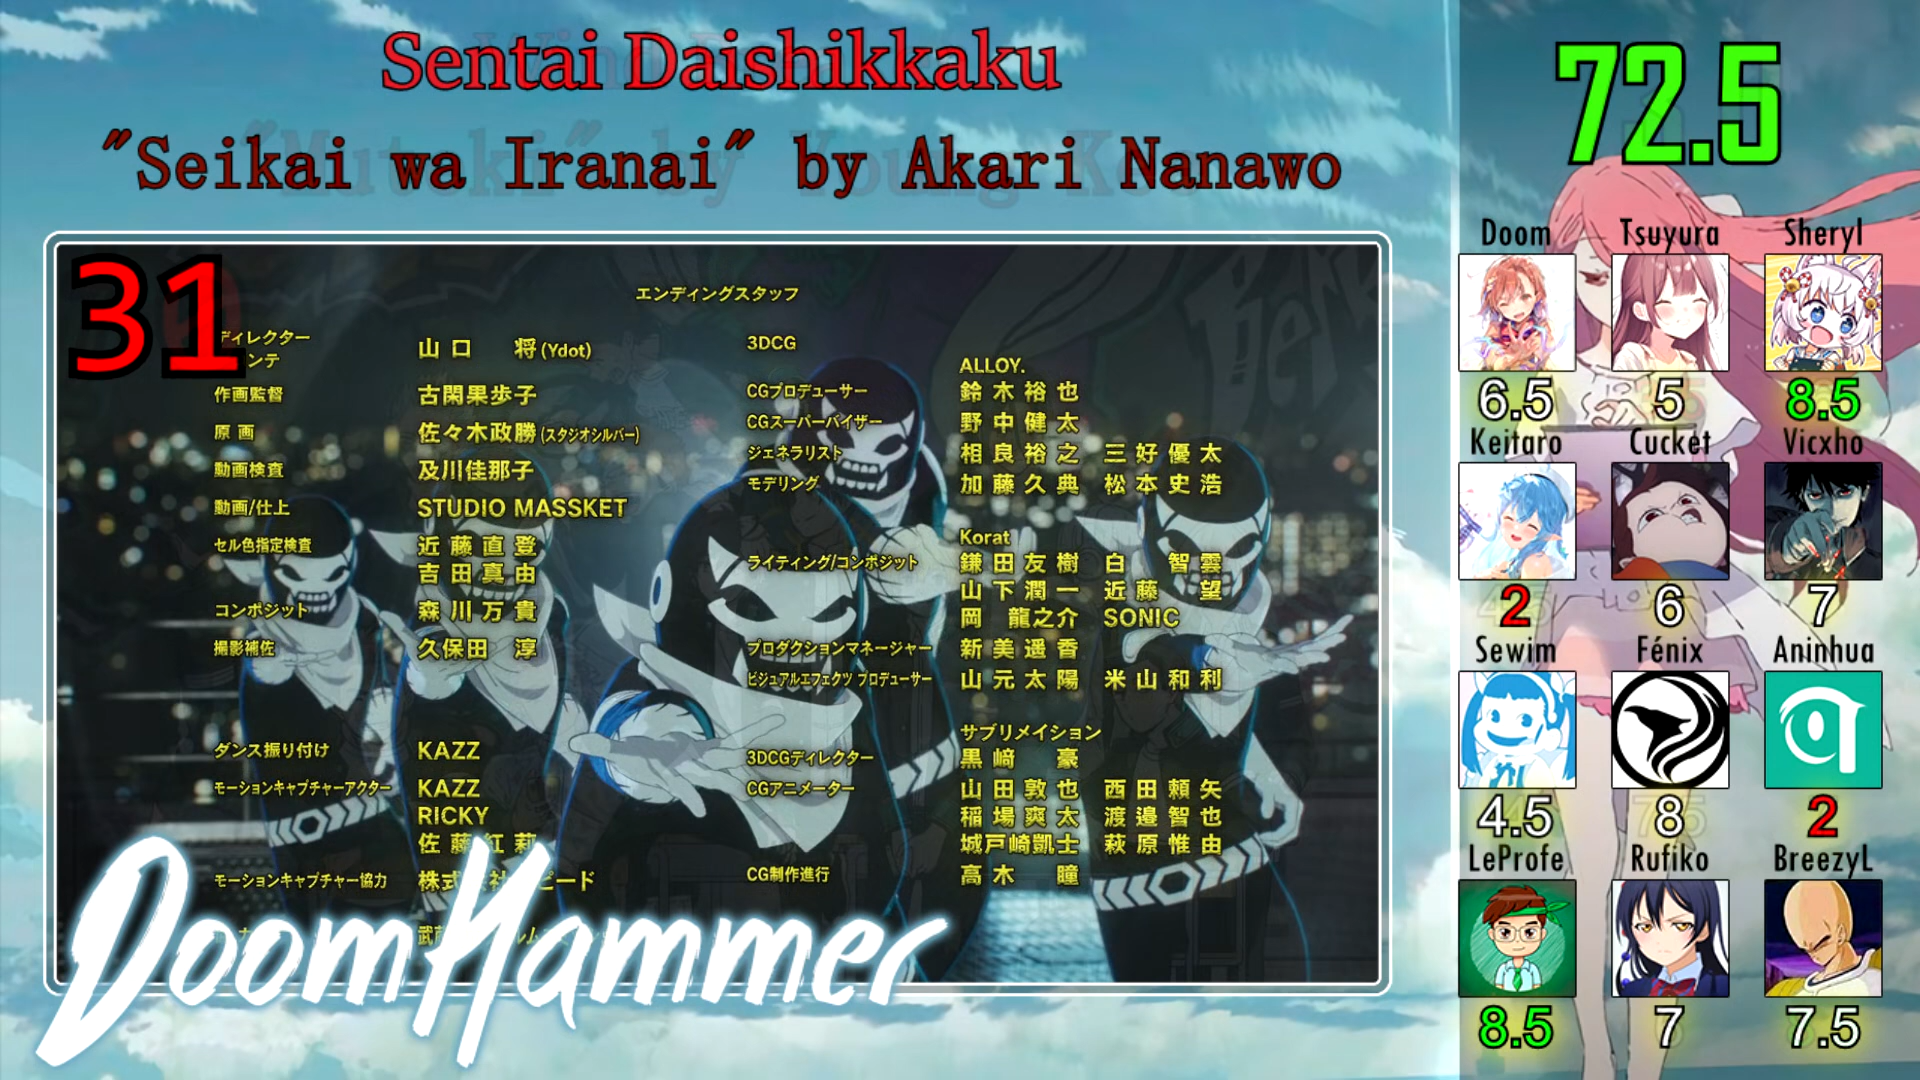 Sentai Daishikkaku
"Seikai wa Iranai" by Akari Nanawo
31
エンディングスタッフ
ディレクター
山口 将(Ydot)
作画監督 古閑果歩子
原画 佐々木政勝(スタジオシルバー)
動画検査 及川佳那子
動画/仕上 STUDIO MASSKET
セル色指定検査 近藤直登
吉田真由
コンポジット 森川万貴
撮影補佐 久保田 淳
ダンス振り付け KAZZ
モーションキャプチャーアクター KAZZ
RICKY
佐藤紅莉
モーションキャプチャー協力
3DCG
ALLOY.
CGプロデューサー 鈴木裕也
CGスーパーバイザー 野中健太
ジェネラリスト 相良裕之 三好優太
モデリング 加藤久典 松本史浩
Korat
ライティング/コンポジット 鎌田友樹 白 智雲
山下潤一 近藤 望
岡 龍之介 SONIC
プロダクションマネージャー 新美遥香
ビジュアルエフェクツ プロデューサー 山元太陽 米山和利
サブリメイション
3DCGディレクター 黒﨑 豪
CGアニメーター 山田敦也 西田頼矢
稲場爽太 渡邉智也
城戸崎凱士 萩原惟由
CG制作進行 高木 瞳
DoomHammer
72.5
Doom Tsuyura Sheryl
6.5 5 8.5
Keitaro Cucket Vicxho
2 6 7
Sewim Fénix Aninhua
4.5 8 2
LeProfe Rufiko BreezyL
8.5 7 7.5